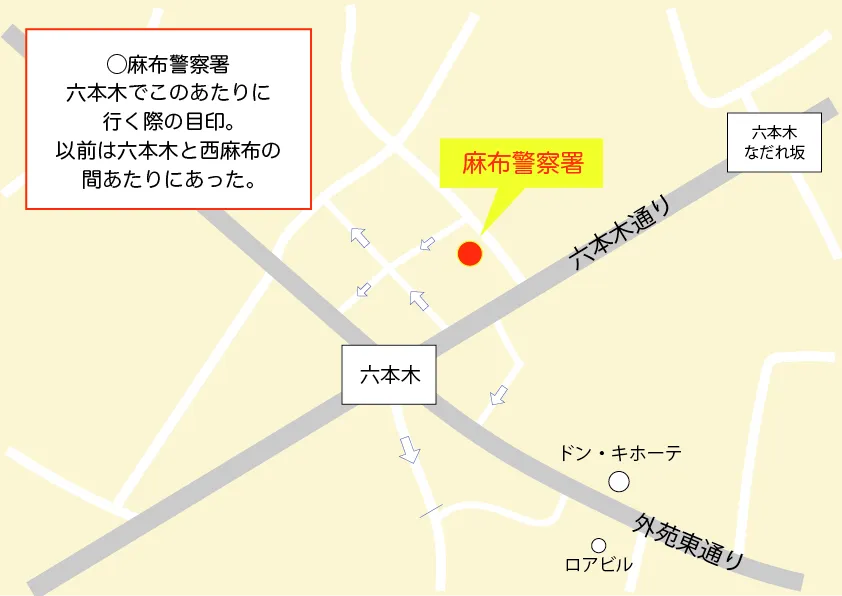 ◯麻布警察署
六本木でこのあたりに
行く際の目印。
以前は六本木と西麻布の
間あたりにあった。
麻布警察署
六本木
なだれ坂
六本木通り
六本木
ドン・キホーテ
外苑東通り
ロアビル